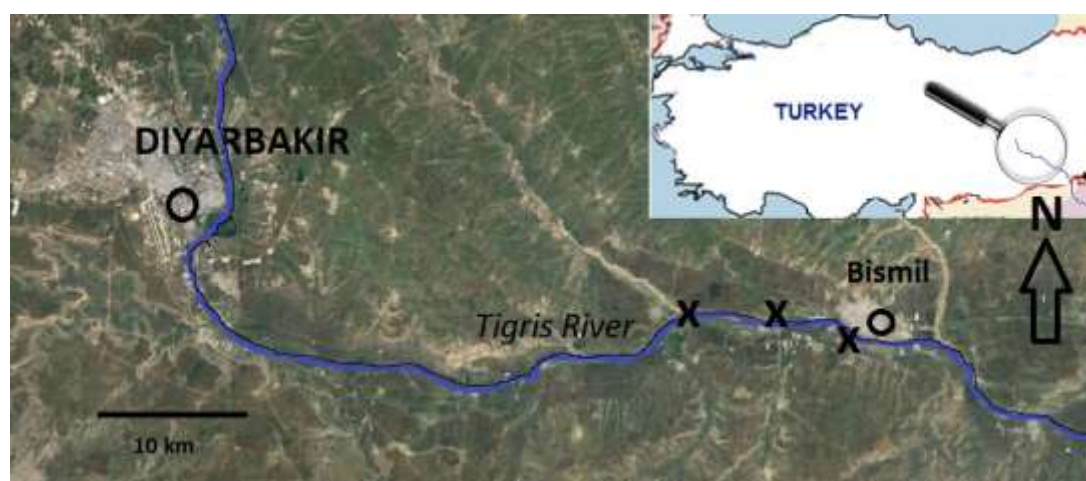 TURKEY
DIYARBAKIR
N
Bismil
X X
Tigris River
X
10 km